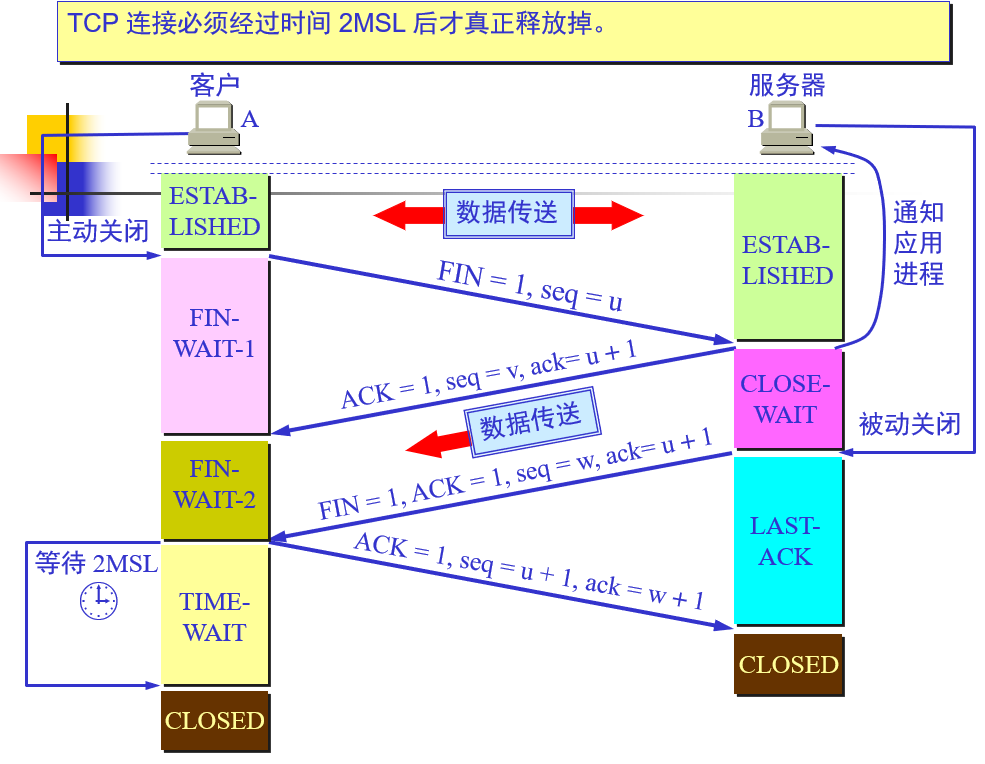 TCP 连接必须经过时间 2MSL 后才真正释放掉。
客户
服务器
A
B
ESTAB-
LISHED
数据传送
主动关闭
ESTAB-
LISHED
通知
应用
进程
FIN = 1, seq = u
FIN-
WAIT-1
ACK = 1, seq = v, ack= u + 1
CLOSE-
WAIT
数据传送
被动关闭
FIN-
WAIT-2
FIN = 1, ACK = 1, seq = w, ack= u + 1
LAST-
ACK
等待 2MSL
ACK = 1, seq = u + 1, ack = w + 1
TIME-
WAIT
CLOSED
CLOSED